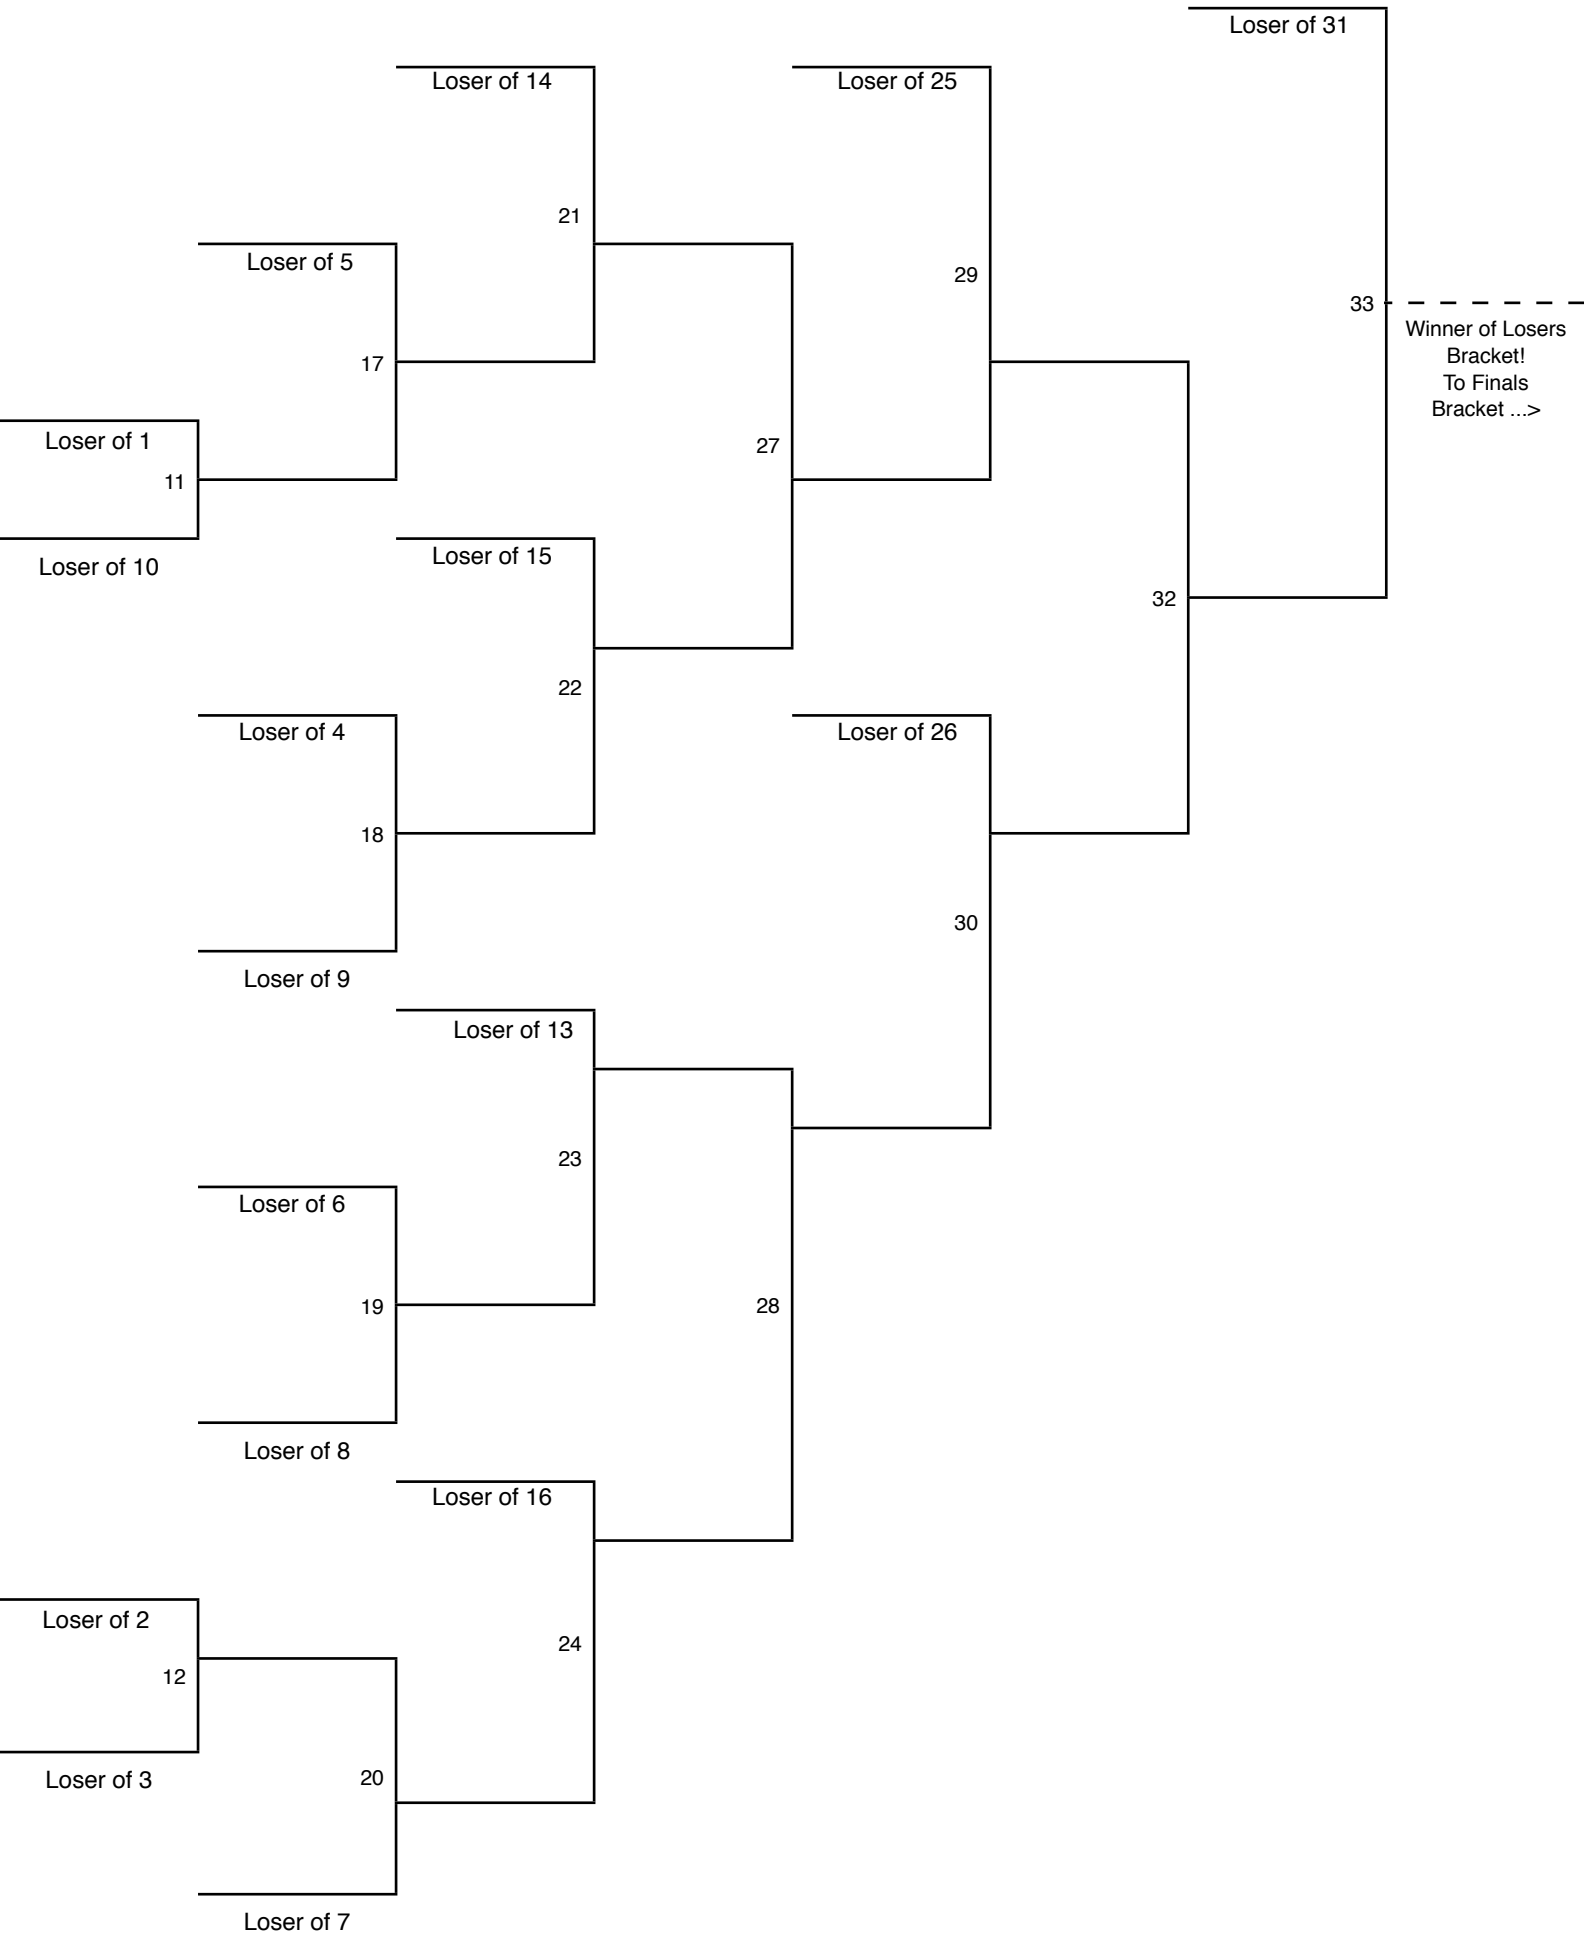 Loser of 31
Loser of 14
Loser of 25
21
Loser of 5
29
33
Winner of Losers
Bracket!
To Finals
Bracket ...>
17
Loser of 1
27
11
Loser of 15
Loser of 10
32
22
Loser of 4
Loser of 26
18
30
Loser of 9
Loser of 13
23
Loser of 6
19
28
Loser of 8
Loser of 16
Loser of 2
24
12
20
Loser of 3
Loser of 7